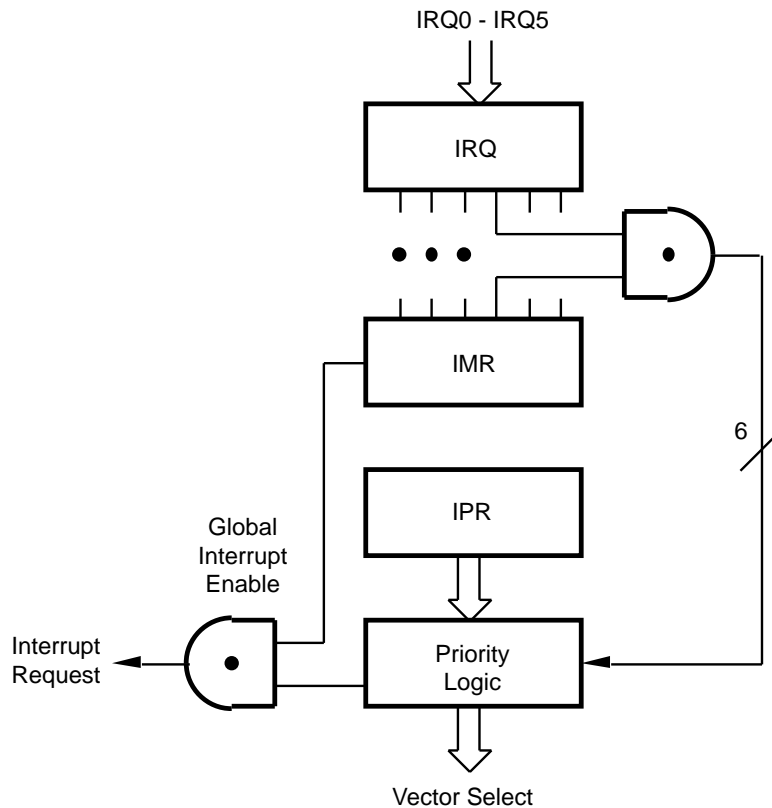 IRQ0 - IRQ5
IRQ
IMR
6
IPR
Global
Interrupt
Enable
Interrupt
Request
Priority
Logic
Vector Select